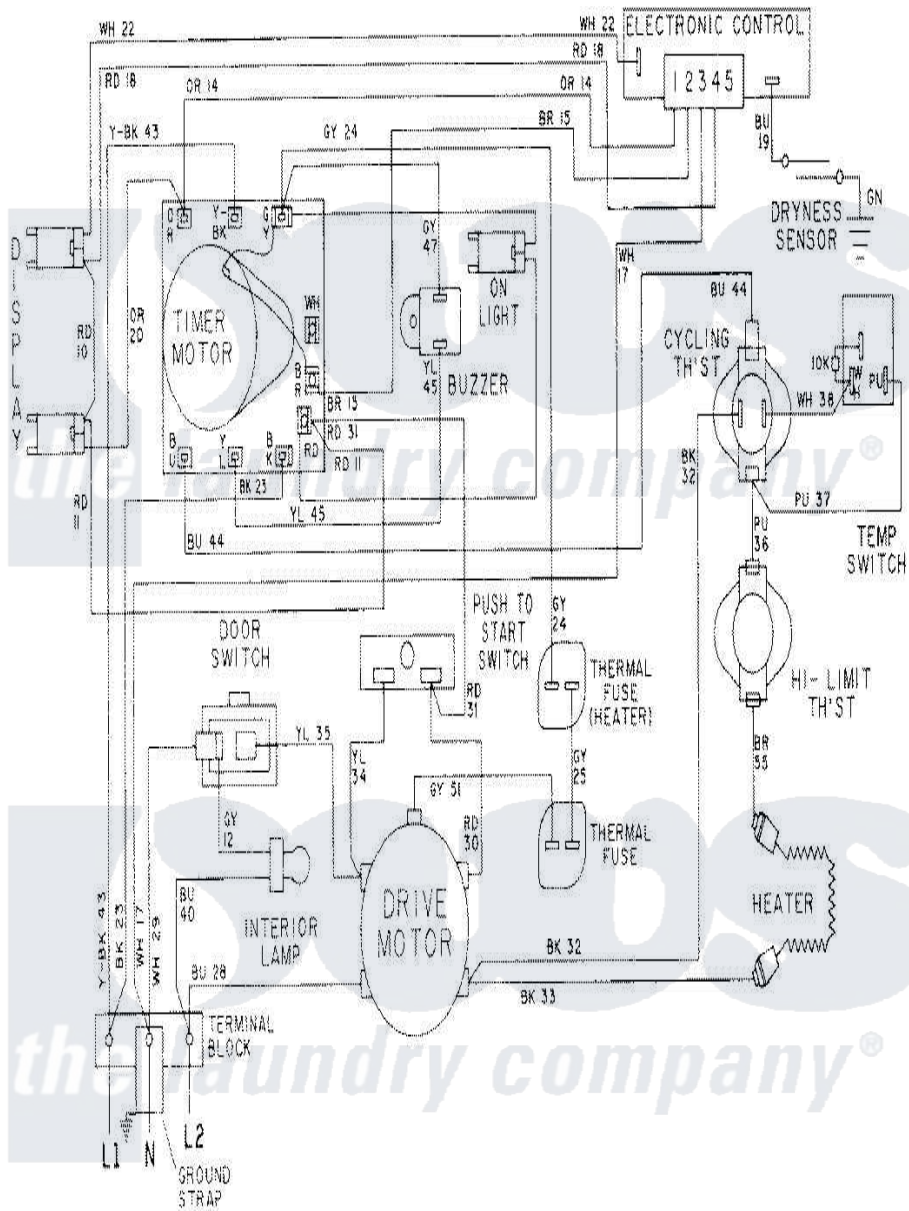 WH 22
WH 22
ELECTRONIC CONTROL
RD 18
RD 18
OR 14
OR 14
1 2 3 4 5
Y-BK 43
GY 24
BR 15
BU 19
GN
DRYNESS SENSOR
DISPLAY
OR
Y-BK
GY
GY 47
WH 17
BU 44
ON LIGHT
RD 10
OR 20
TIMER MOTOR
WH
CYCLING TH'ST
10K
PU
YL 45
BUZZER
BR
BR 15
WH 38
RD 31
RD
RD 11
BU
YL
BK
BK 23
BK 32
RD 11
YL 45
PU 37
BU 44
PU 36
TEMP SWITCH
the laundry company®
DOOR SWITCH
PUSH TO START SWITCH
GY 24
THERMAL FUSE (HEATER)
HI-LIMIT TH'ST
RD 31
YL 35
YL 34
GY 51
GY 25
GY 12
RD 30
THERMAL FUSE
BU 40
INTERIOR LAMP
DRIVE MOTOR
HEATER
Y-BK 43
BK 23
WH 17
WH 29
BU 28
BK 32
BK 33
TERMINAL BLOCK
the laundry company®
L1
N
L2
GROUND STRAP